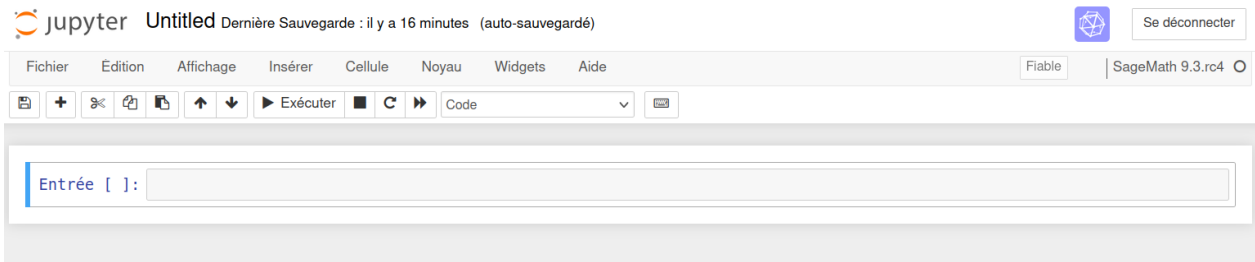 jupyter Untitled Dernière Sauvegarde : il y a 16 minutes (auto-sauvegardé) Se déconnecter
Fichier Édition Affichage Insérer Cellule Noyau Widgets Aide Fiable SageMath 9.3.rc4
Exécuter Code
Entrée [ ]: